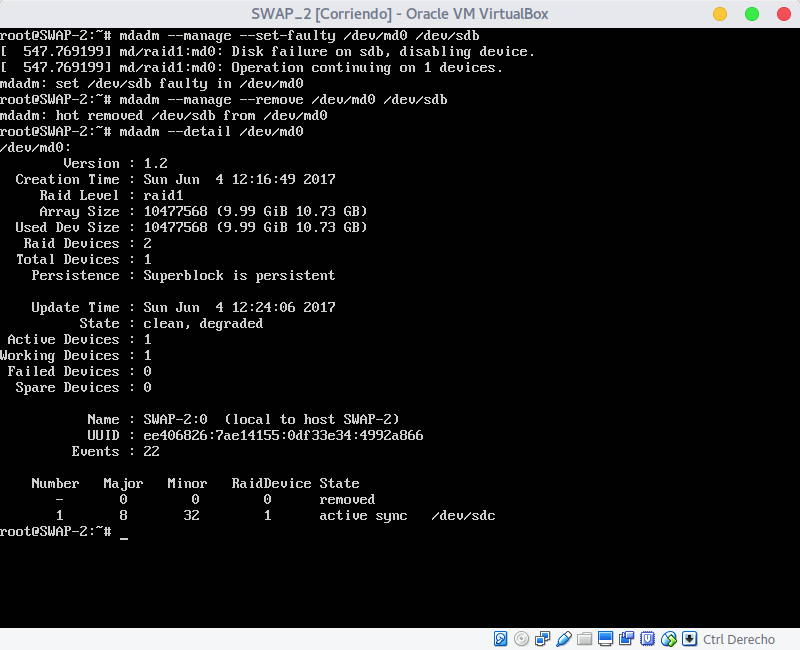 SWAP_2 [Corriendo] - Oracle VM VirtualBox
root@SWAP-2:~# mdadm --manage --set-faulty /dev/md0 /dev/sdb
[  547.769199] md/raid1:md0: Disk failure on sdb, disabling device.
[  547.769199] md/raid1:md0: Operation continuing on 1 devices.
mdadm: set /dev/sdb faulty in /dev/md0
root@SWAP-2:~# mdadm --manage --remove /dev/md0 /dev/sdb
mdadm: hot removed /dev/sdb from /dev/md0
root@SWAP-2:~# mdadm --detail /dev/md0
/dev/md0:
        Version : 1.2
  Creation Time : Sun Jun  4 12:16:49 2017
     Raid Level : raid1
     Array Size : 10477568 (9.99 GiB 10.73 GB)
  Used Dev Size : 10477568 (9.99 GiB 10.73 GB)
   Raid Devices : 2
  Total Devices : 1
    Persistence : Superblock is persistent

    Update Time : Sun Jun  4 12:24:06 2017
          State : clean, degraded
 Active Devices : 1
Working Devices : 1
 Failed Devices : 0
  Spare Devices : 0

           Name : SWAP-2:0  (local to host SWAP-2)
           UUID : ee406826:7ae14155:0df33e34:4992a866
         Events : 22

    Number   Major   Minor   RaidDevice State
       -       0        0        0      removed
       1       8       32        1      active sync   /dev/sdc
root@SWAP-2:~# _
Ctrl Derecho